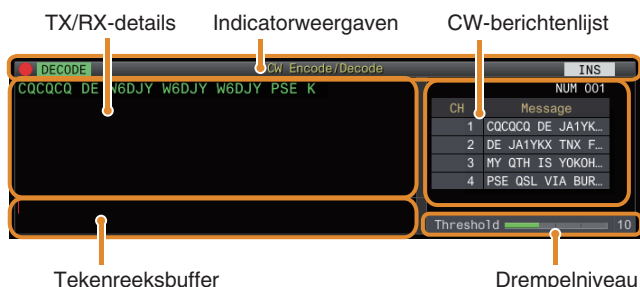 TX/RX-details Indicatorweergaven CW-berichtenlijst
DECODE CW Encode/Decode INS
CQCQCQ DE W6DJY W6DJY W6DJY PSE K
NUM 001
CH Message
1 CQCQCQ DE JA1YK…
2 DE JA1YKX TNX F…
3 MY QTH IS YOKOH…
4 PSE QSL VIA BUR…
Threshold 10
Tekenreeksbuffer Drempelniveau